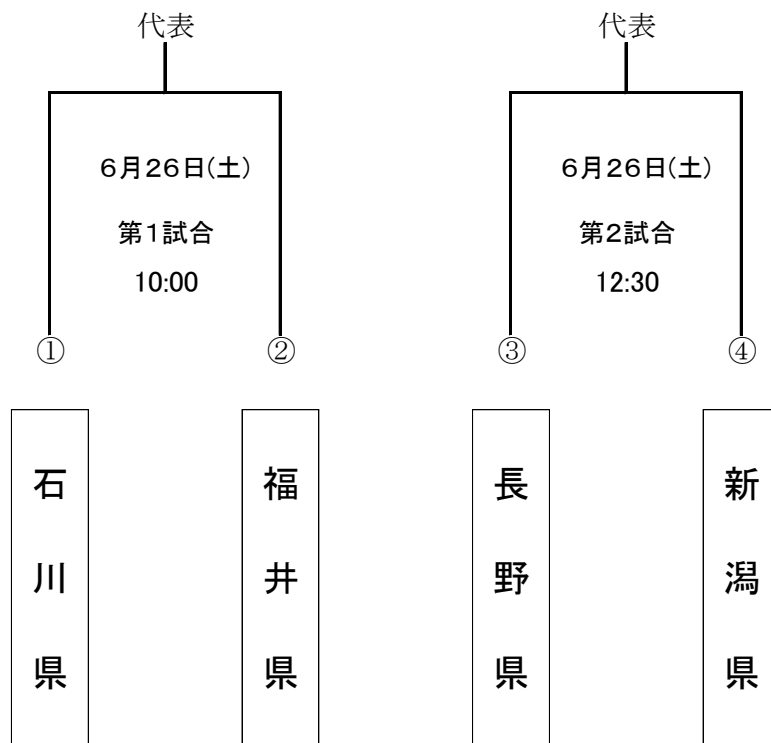 代表
代表
6月26日(土)
第1試合
10:00
6月26日(土)
第2試合
12:30
①
②
③
④
石川県
福井県
長野県
新潟県